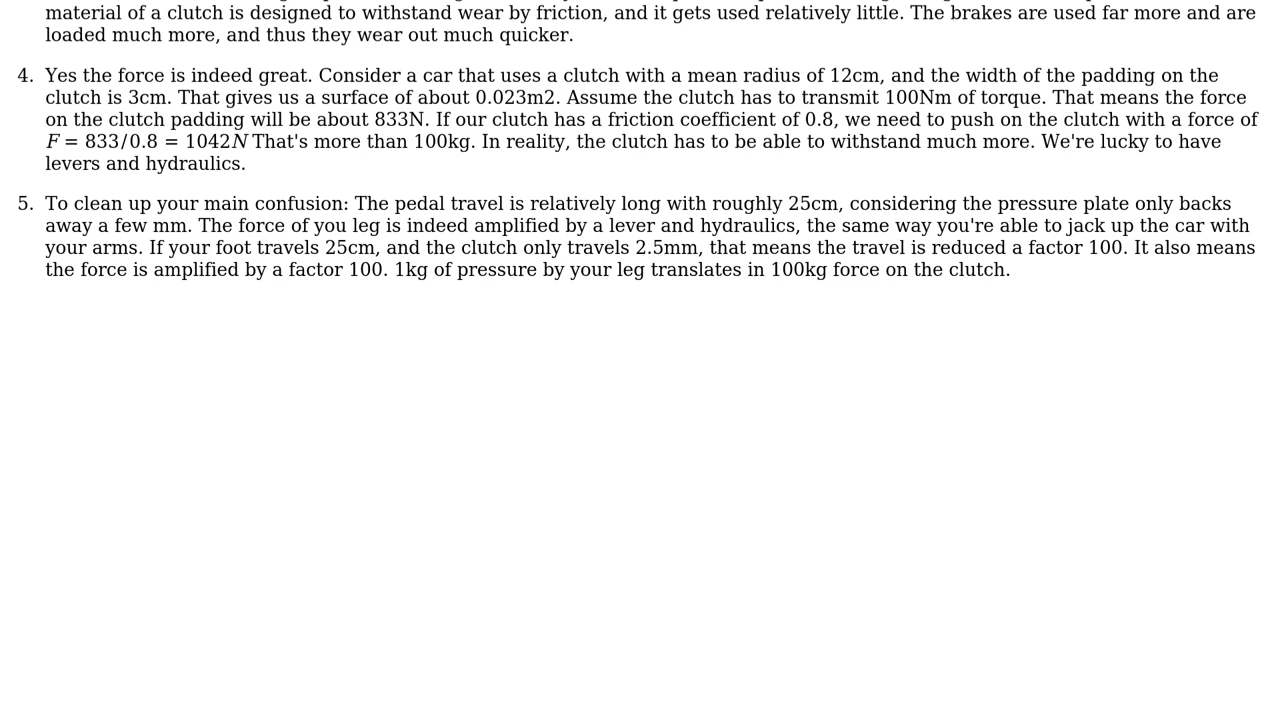 material of a clutch is designed to withstand wear by friction, and it gets used relatively little. The brakes are used far more and are
loaded much more, and thus they wear out much quicker.
4. Yes the force is indeed great. Consider a car that uses a clutch with a mean radius of 12cm, and the width of the padding on the
clutch is 3cm. That gives us a surface of about 0.023m2. Assume the clutch has to transmit 100Nm of torque. That means the force
on the clutch padding will be about 833N. If our clutch has a friction coefficient of 0.8, we need to push on the clutch with a force of
F = 833/0.8 = 1042N That's more than 100kg. In reality, the clutch has to be able to withstand much more. We're lucky to have
levers and hydraulics.
5. To clean up your main confusion: The pedal travel is relatively long with roughly 25cm, considering the pressure plate only backs
away a few mm. The force of you leg is indeed amplified by a lever and hydraulics, the same way you're able to jack up the car with
your arms. If your foot travels 25cm, and the clutch only travels 2.5mm, that means the travel is reduced a factor 100. It also means
the force is amplified by a factor 100. 1kg of pressure by your leg translates in 100kg force on the clutch.